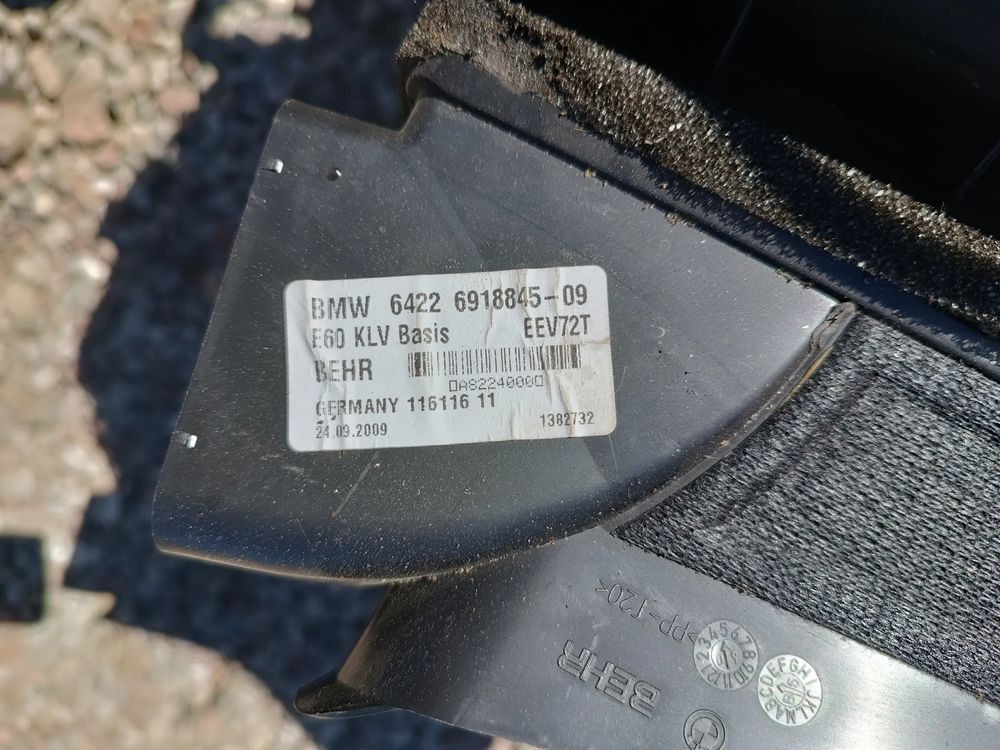 BMW 6422 6918845-09
E60 KLV Basis EEV72T
BEHR
□A8224000□
GERMANY 116116 11
24.09.2009 1382732
>PP-T20<
BEHR